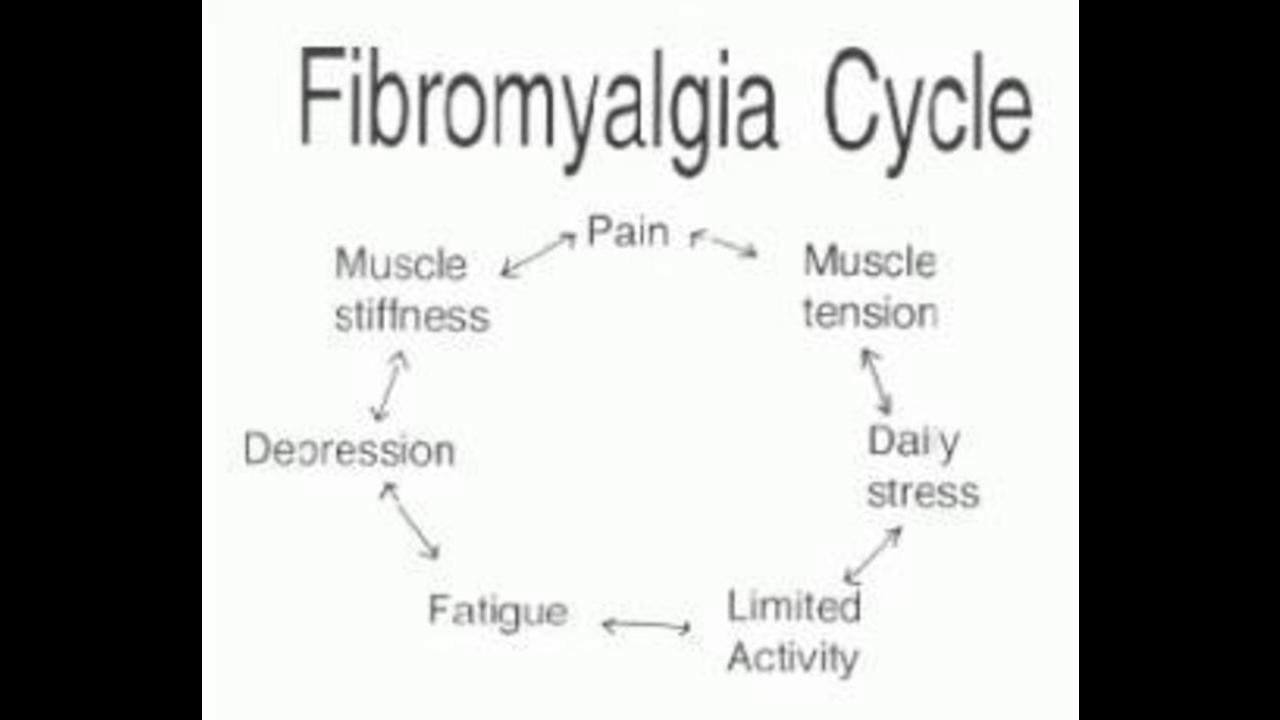 Fibromyalgia Cycle
Pain
Muscle
tension
Daily
stress
Limited
Activity
Fatigue
Depression
Muscle
stiffness